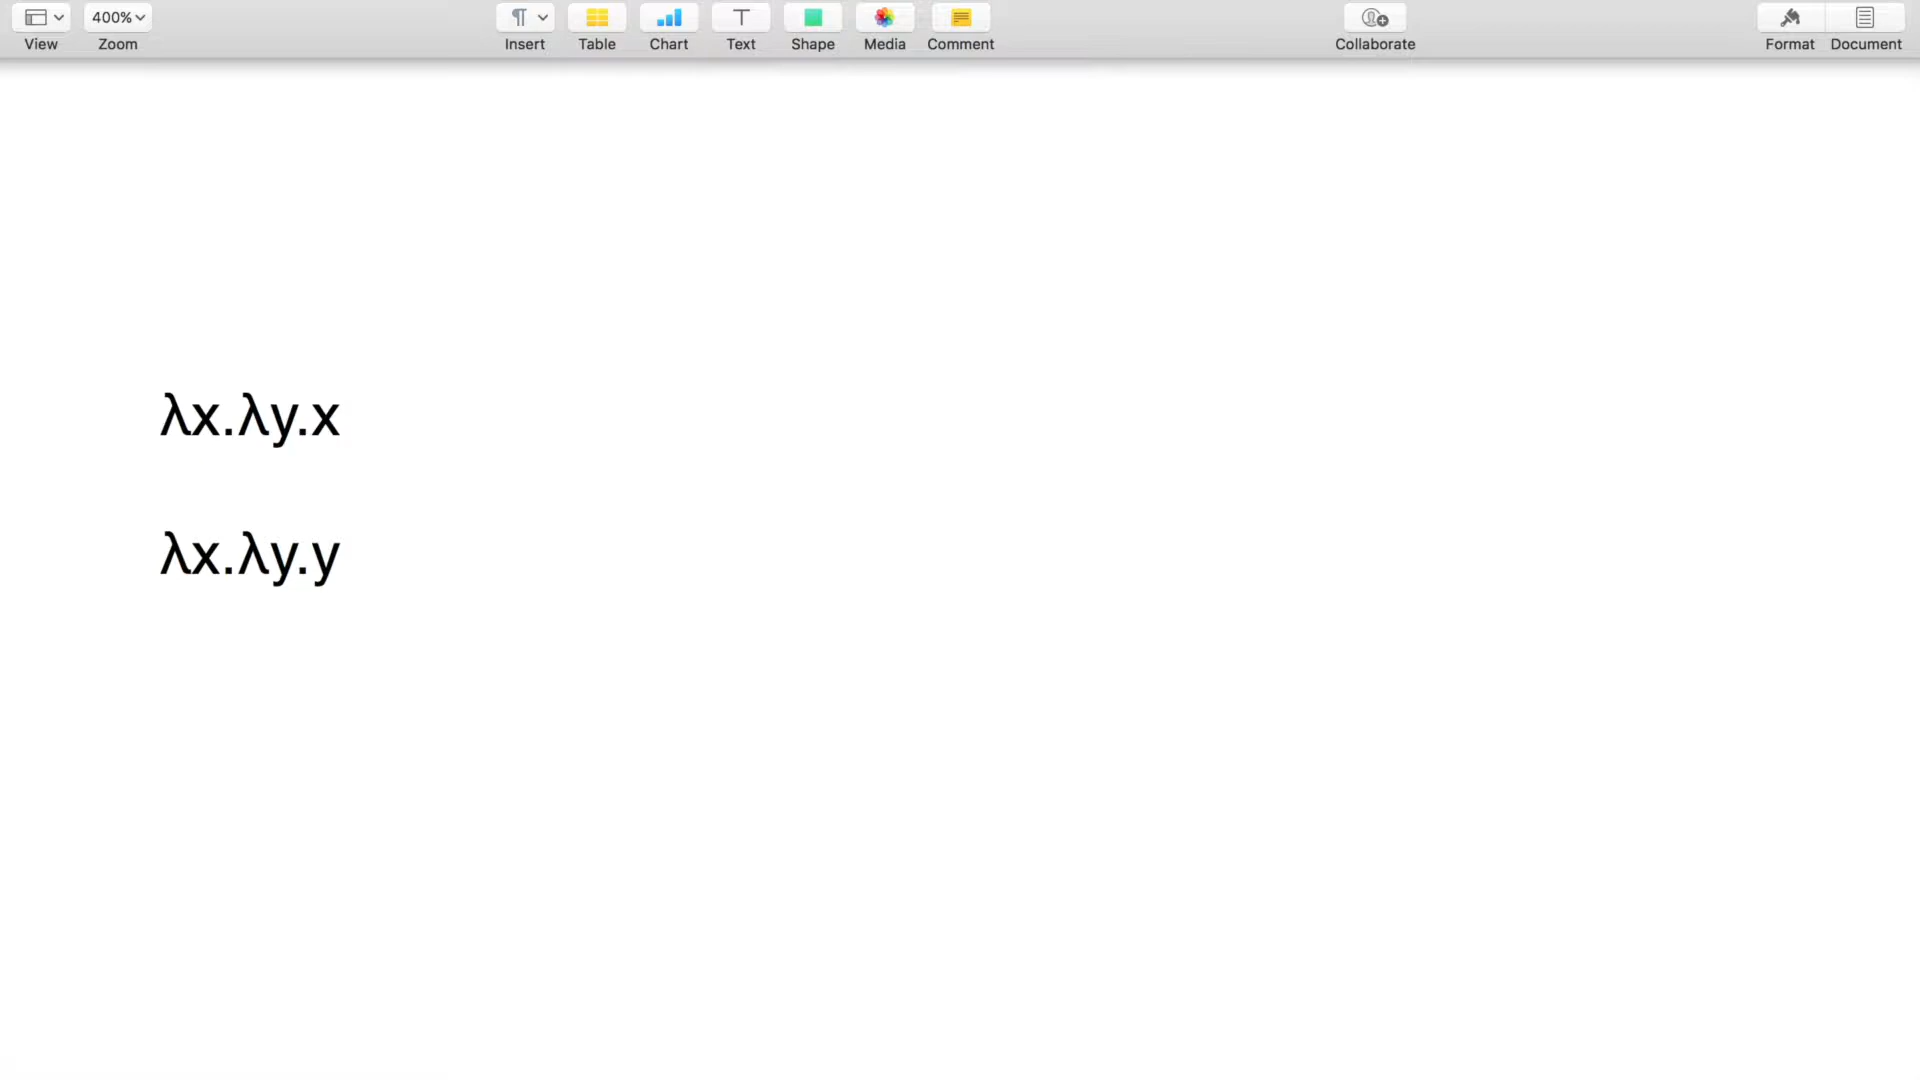 400%
View Zoom Insert Table Chart Text Shape Media Comment Collaborate Format Document
λx.λy.x
λx.λy.y